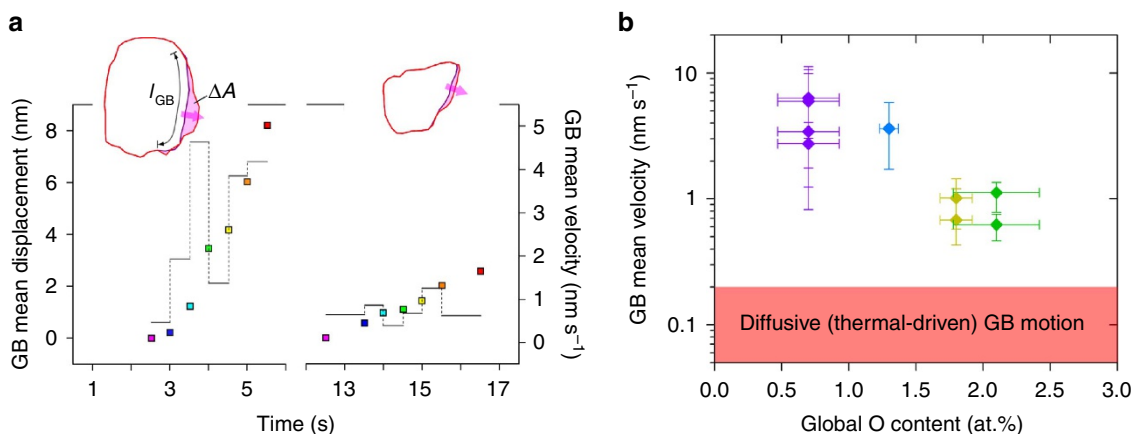 a
GB mean displacement (nm)
8
6
4
2
0
l GB
ΔA
5
4
3
2
1
0
GB mean velocity (nm s−1)
1 3 5 13 15 17
Time (s)
b
GB mean velocity (nm s−1)
10
1
0.1
Diffusive (thermal-driven) GB motion
0.0 0.5 1.0 1.5 2.0 2.5 3.0
Global O content (at.%)